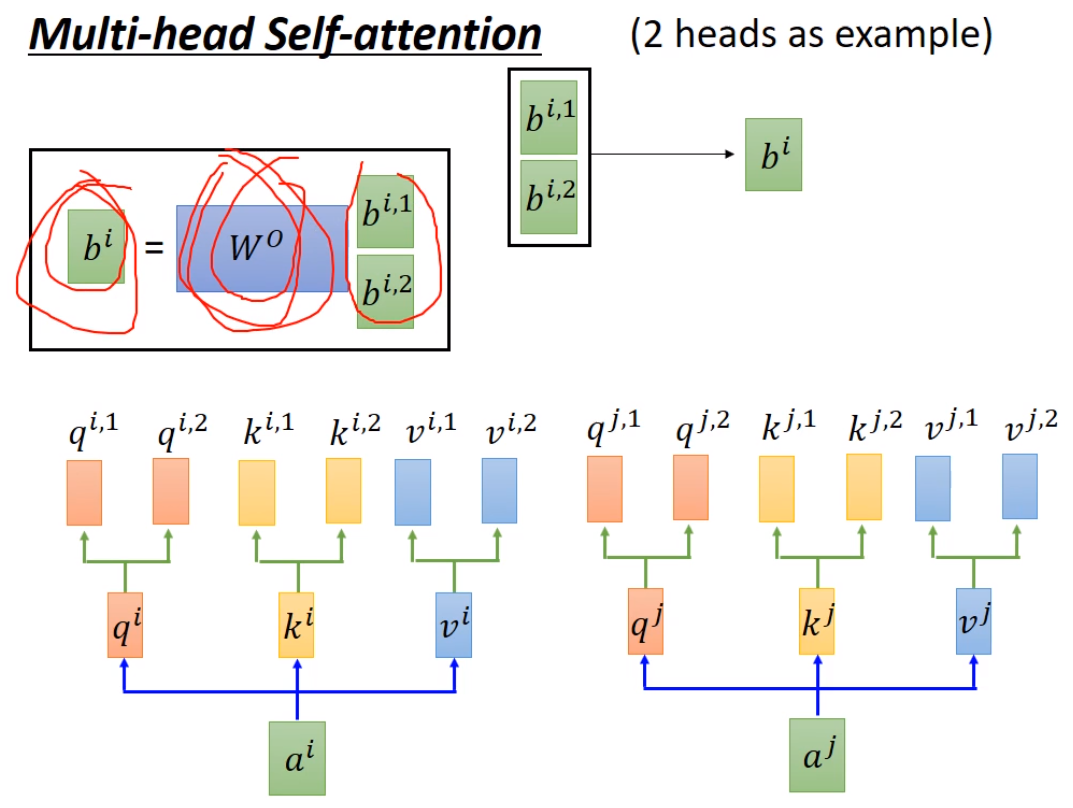 Multi-head Self-attention (2 heads as example)
b^{i,1}
b^{i,2}
b^i
b^i = W^O
b^{i,1}
b^{i,2}
q^{i,1} q^{i,2} k^{i,1} k^{i,2} v^{i,1} v^{i,2} q^{j,1} q^{j,2} k^{j,1} k^{j,2} v^{j,1} v^{j,2}
q^i k^i v^i q^j k^j v^j
a^i a^j